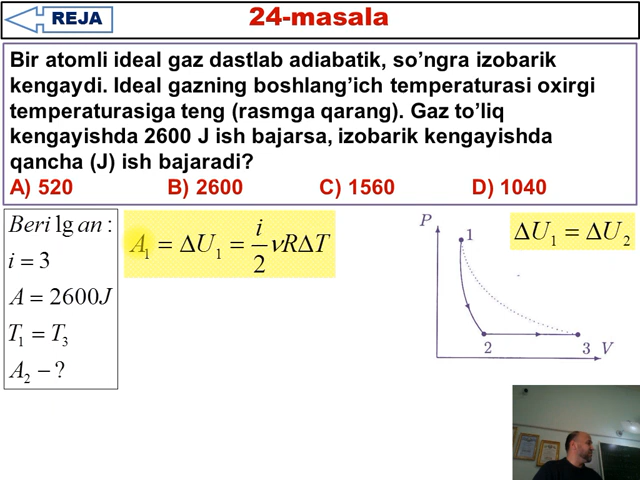 REJA
24-masala
Bir atomli ideal gaz dastlab adiabatik, so’ngra izobarik
kengaydi. Ideal gazning boshlang’ich temperaturasi oxirgi
temperaturasiga teng (rasmga qarang). Gaz to’liq
kengayishda 2600 J ish bajarsa, izobarik kengayishda
qancha (J) ish bajaradi?
A) 520 B) 2600 C) 1560 D) 1040
Berilgan:
i = 3
A = 2600J
T₁ = T₃
A₂ − ?
A₁ = ΔU₁ = i/2 νRΔT
ΔU₁ = ΔU₂
P
1
2
3 V